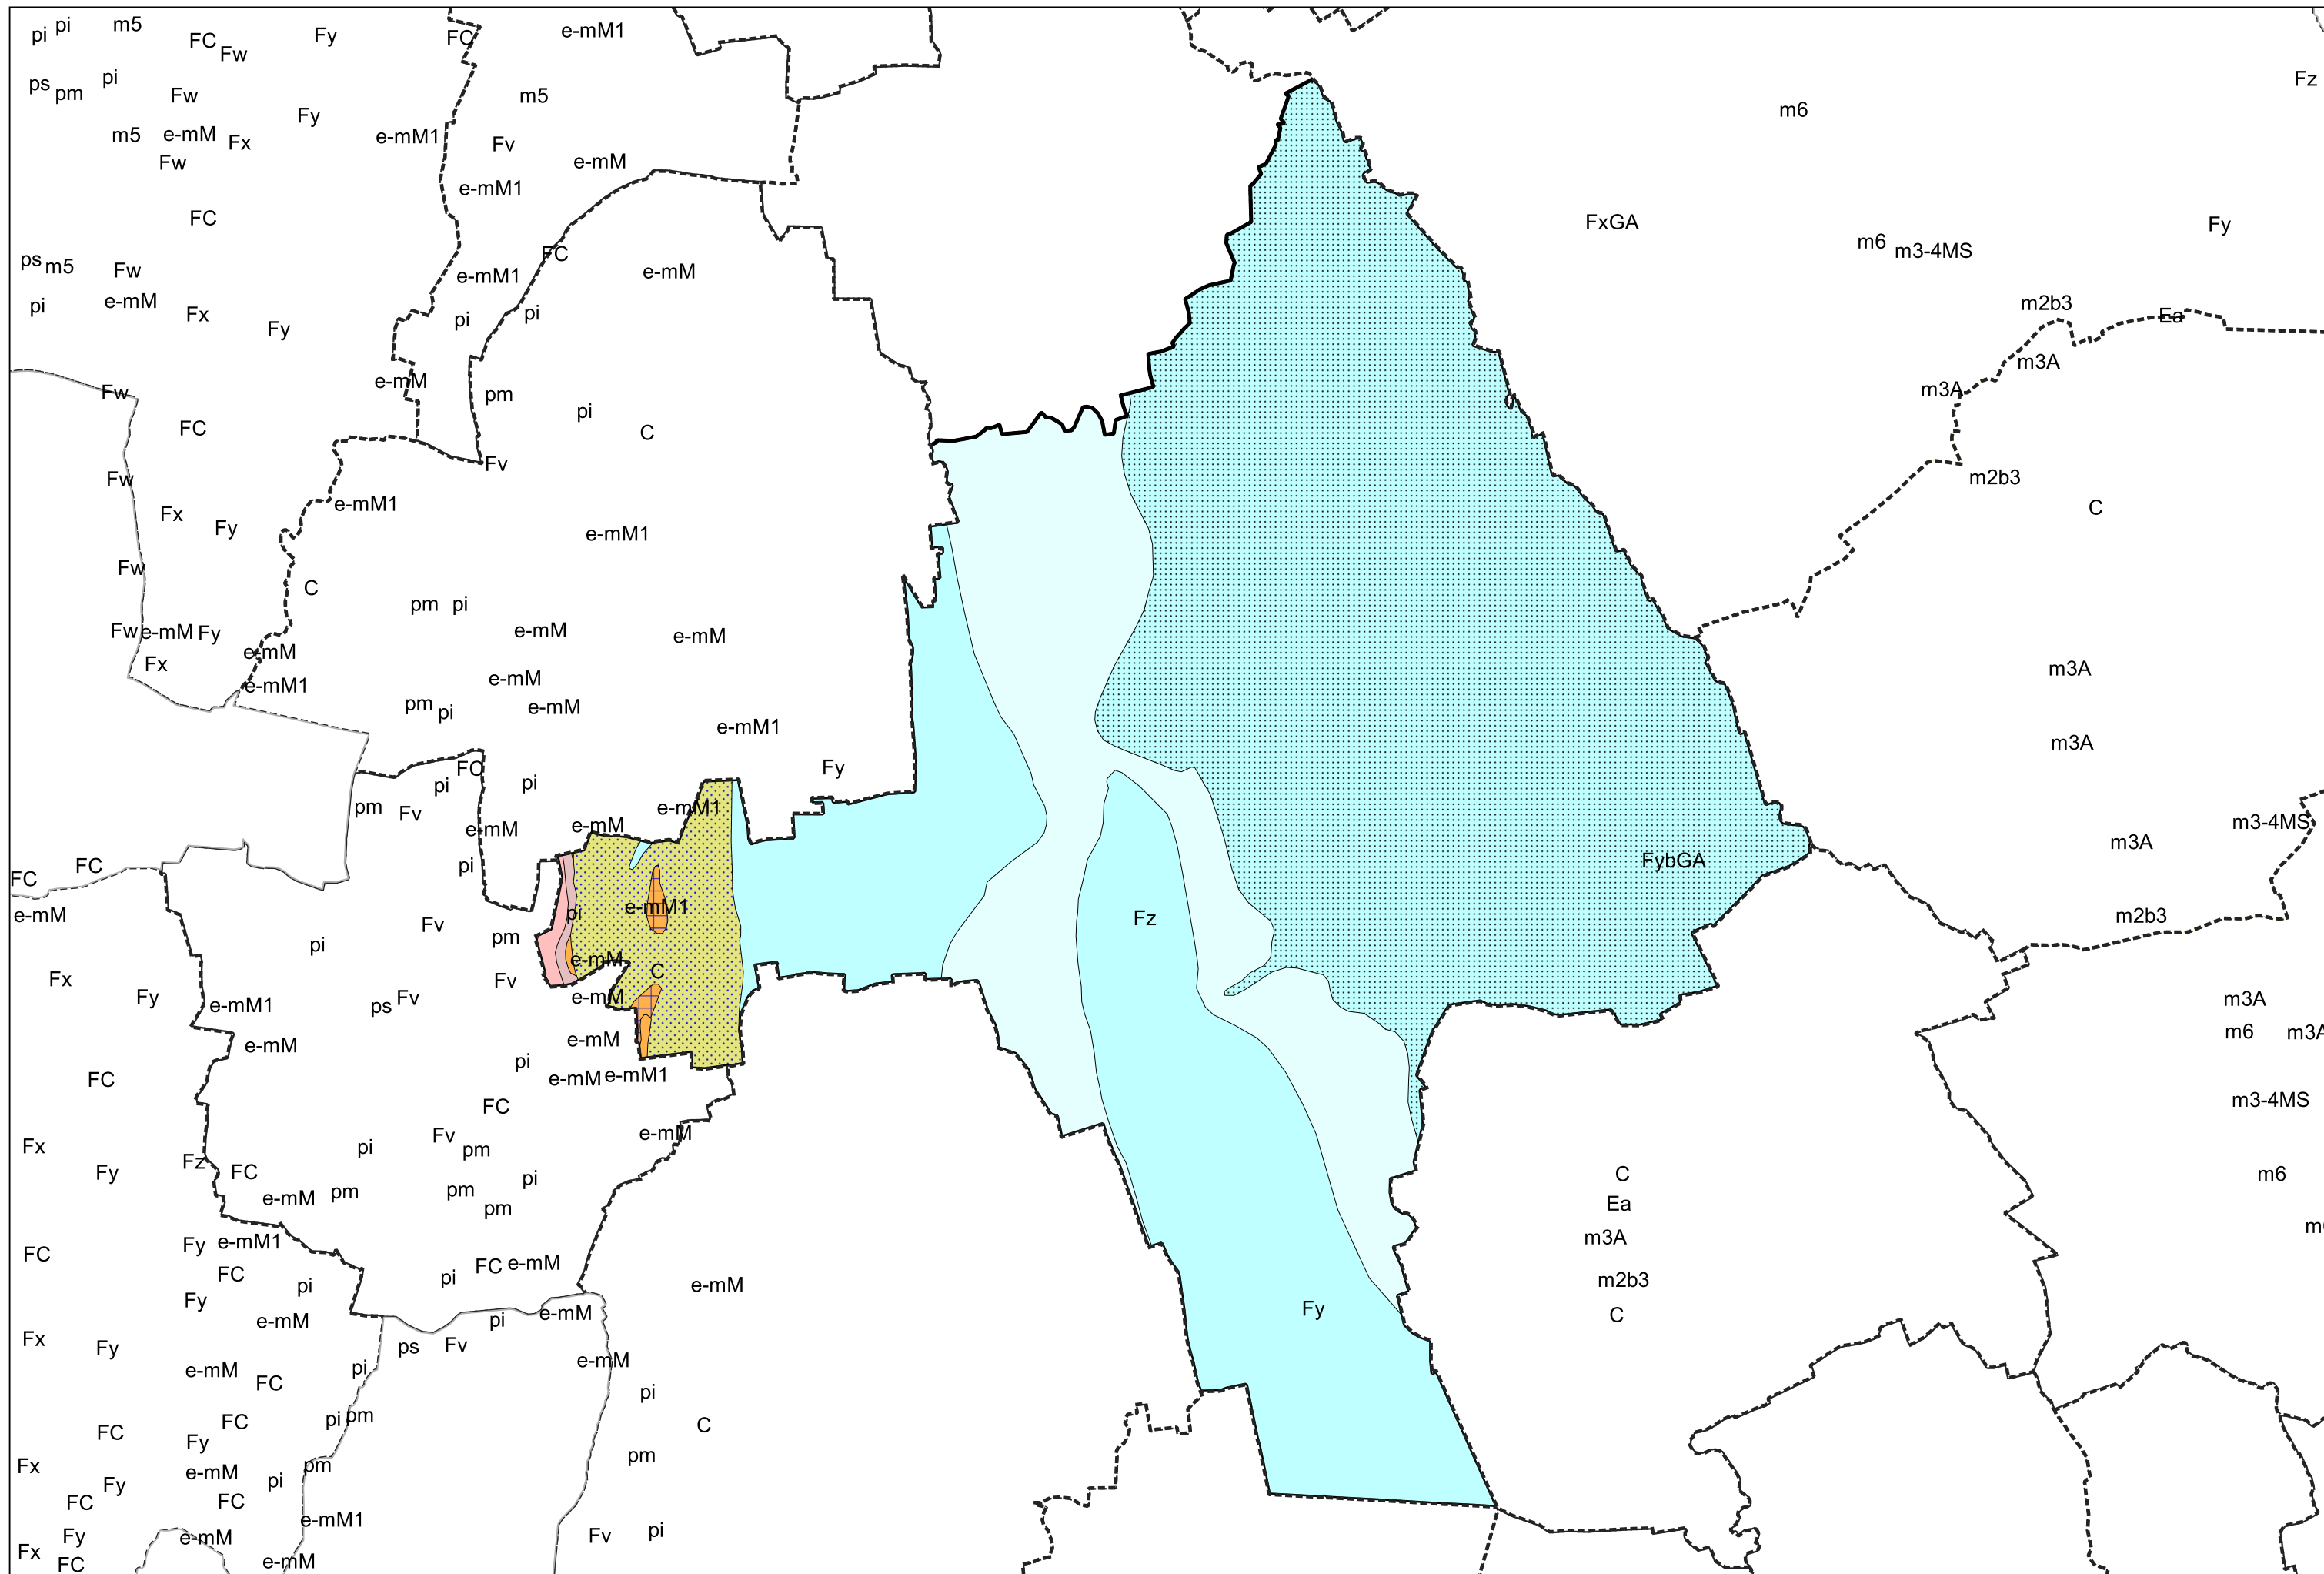 pi pi m5 FC Fw Fy FC e-mM1
ps pm pi Fw Fy m5 m6 Fz
m5 e-mM Fx Fw e-mM1 Fv e-mM
e-mM1
FC FxGA Fy
FC m6 m3-4MS
ps m5 Fw e-mM1 e-mM
pi e-mM Fx Fy pi pi m2b3 Ea
m3A
Fw e-mM pm pi m3A
FC C
Fw Fv m2b3
Fx Fy e-mM1 e-mM1 C
Fw C
pm pi
Fw e-mM Fy e-mM e-mM
Fx e-mM m3A
e-mM1 e-mM
pm pi e-mM
e-mM1 m3A
FC pi Fy
pm Fv pi e-mM1
e-mM e-mM m3-4MS
m3A
FC FC pi FybGA
e-mM pi e-mM1 Fz m2b3
Fv
pi pm
e-mM
Fx Fv C
Fy e-mM1 ps Fv e-mM m3A
e-mM e-mM m6 m3A
pi
FC e-mM e-mM1 m3-4MS
FC
Fx pi Fv pm e-mM
Fy Fz FC pi C m6
e-mM pm pm pm Ea
FC Fy e-mM1 m3A
FC pi pi FC e-mM e-mM m2b3
Fy e-mM pi e-mM Fy C
Fx Fy ps Fv
e-mM FC pi e-mM
pi
FC FC pi pm C
Fy
Fx e-mM pm pm
Fy pi
FC FC
e-mM1
Fy e-mM Fv pi
Fx FC e-mM